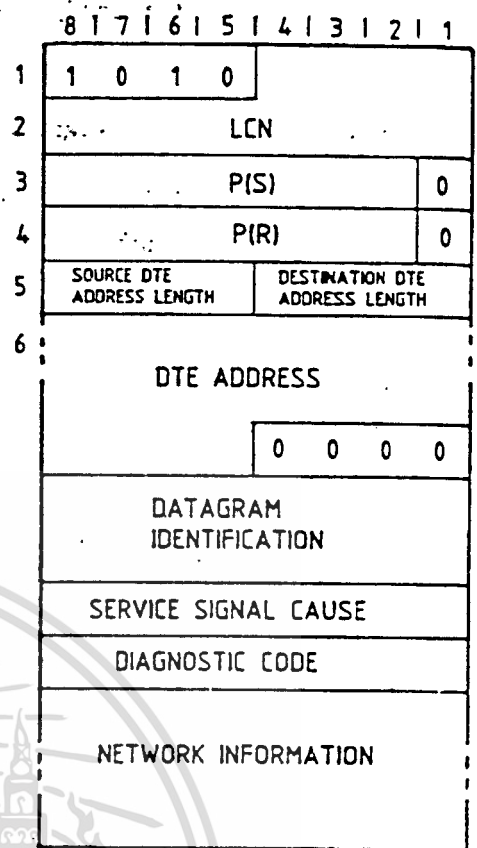 8 7 6 5 4 3 2 1
1 1 0 1 0
2 LCN
3 P(S) 0
4 P(R) 0
5 SOURCE DTE ADDRESS LENGTH DESTINATION DTE ADDRESS LENGTH
6
DTE ADDRESS
0 0 0 0
DATAGRAM
IDENTIFICATION
SERVICE SIGNAL CAUSE
DIAGNOSTIC CODE
NETWORK INFORMATION